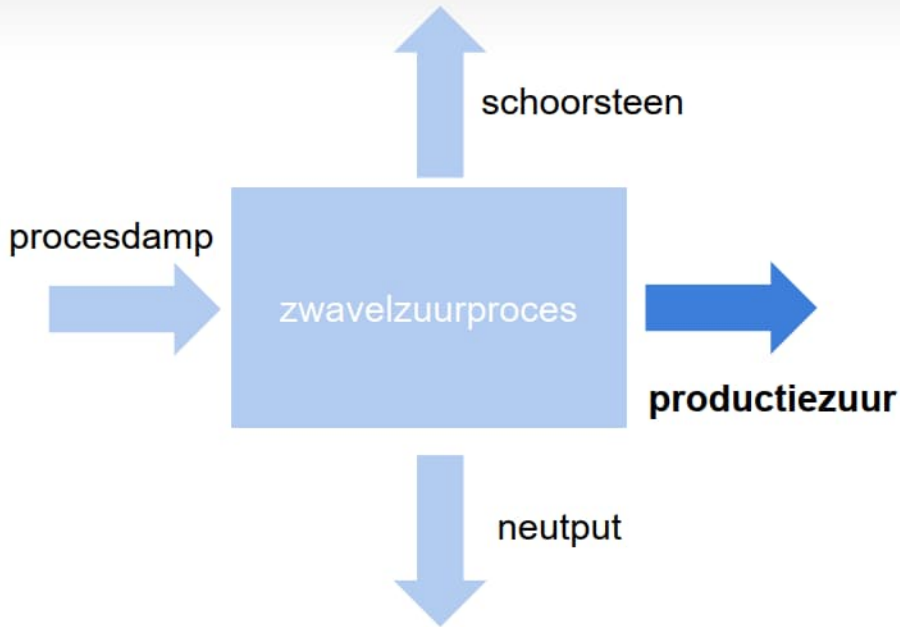 schoorsteen
procesdamp
zwavelzuurproces
productiezuur
neutput